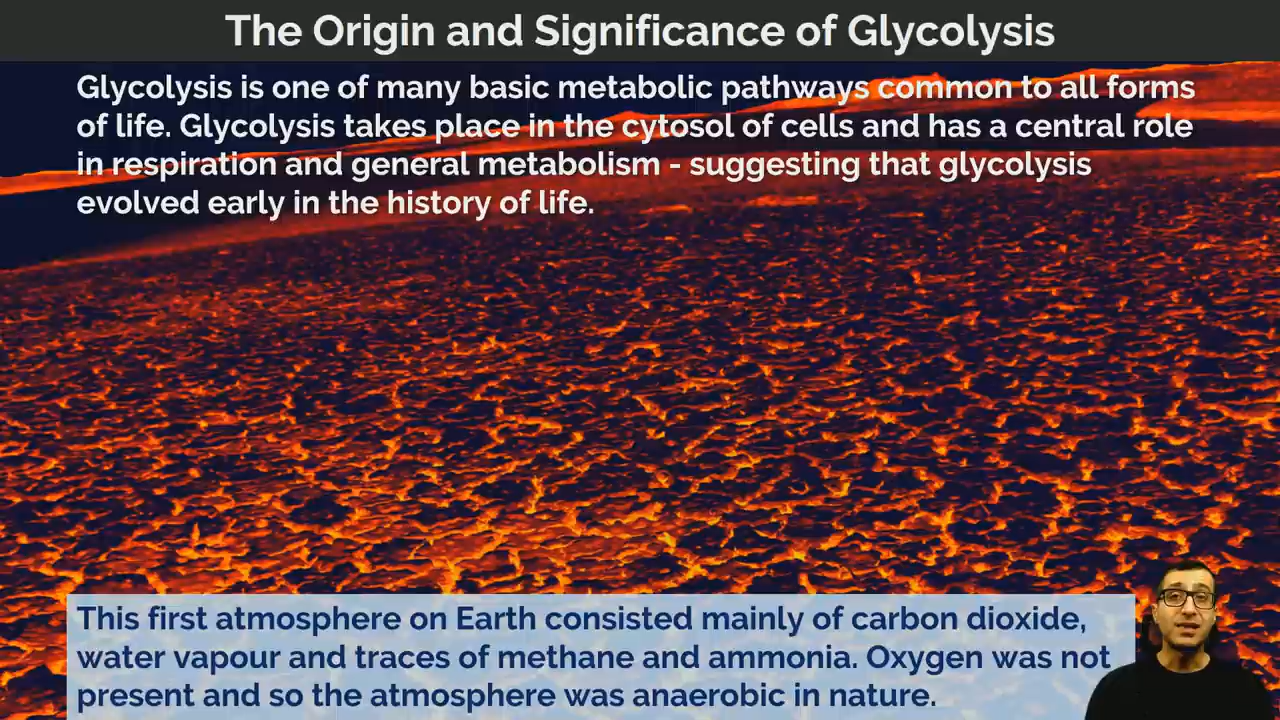 The Origin and Significance of Glycolysis
Glycolysis is one of many basic metabolic pathways common to all forms
of life. Glycolysis takes place in the cytosol of cells and has a central role
in respiration and general metabolism - suggesting that glycolysis
evolved early in the history of life.
This first atmosphere on Earth consisted mainly of carbon dioxide,
water vapour and traces of methane and ammonia. Oxygen was not
present and so the atmosphere was anaerobic in nature.